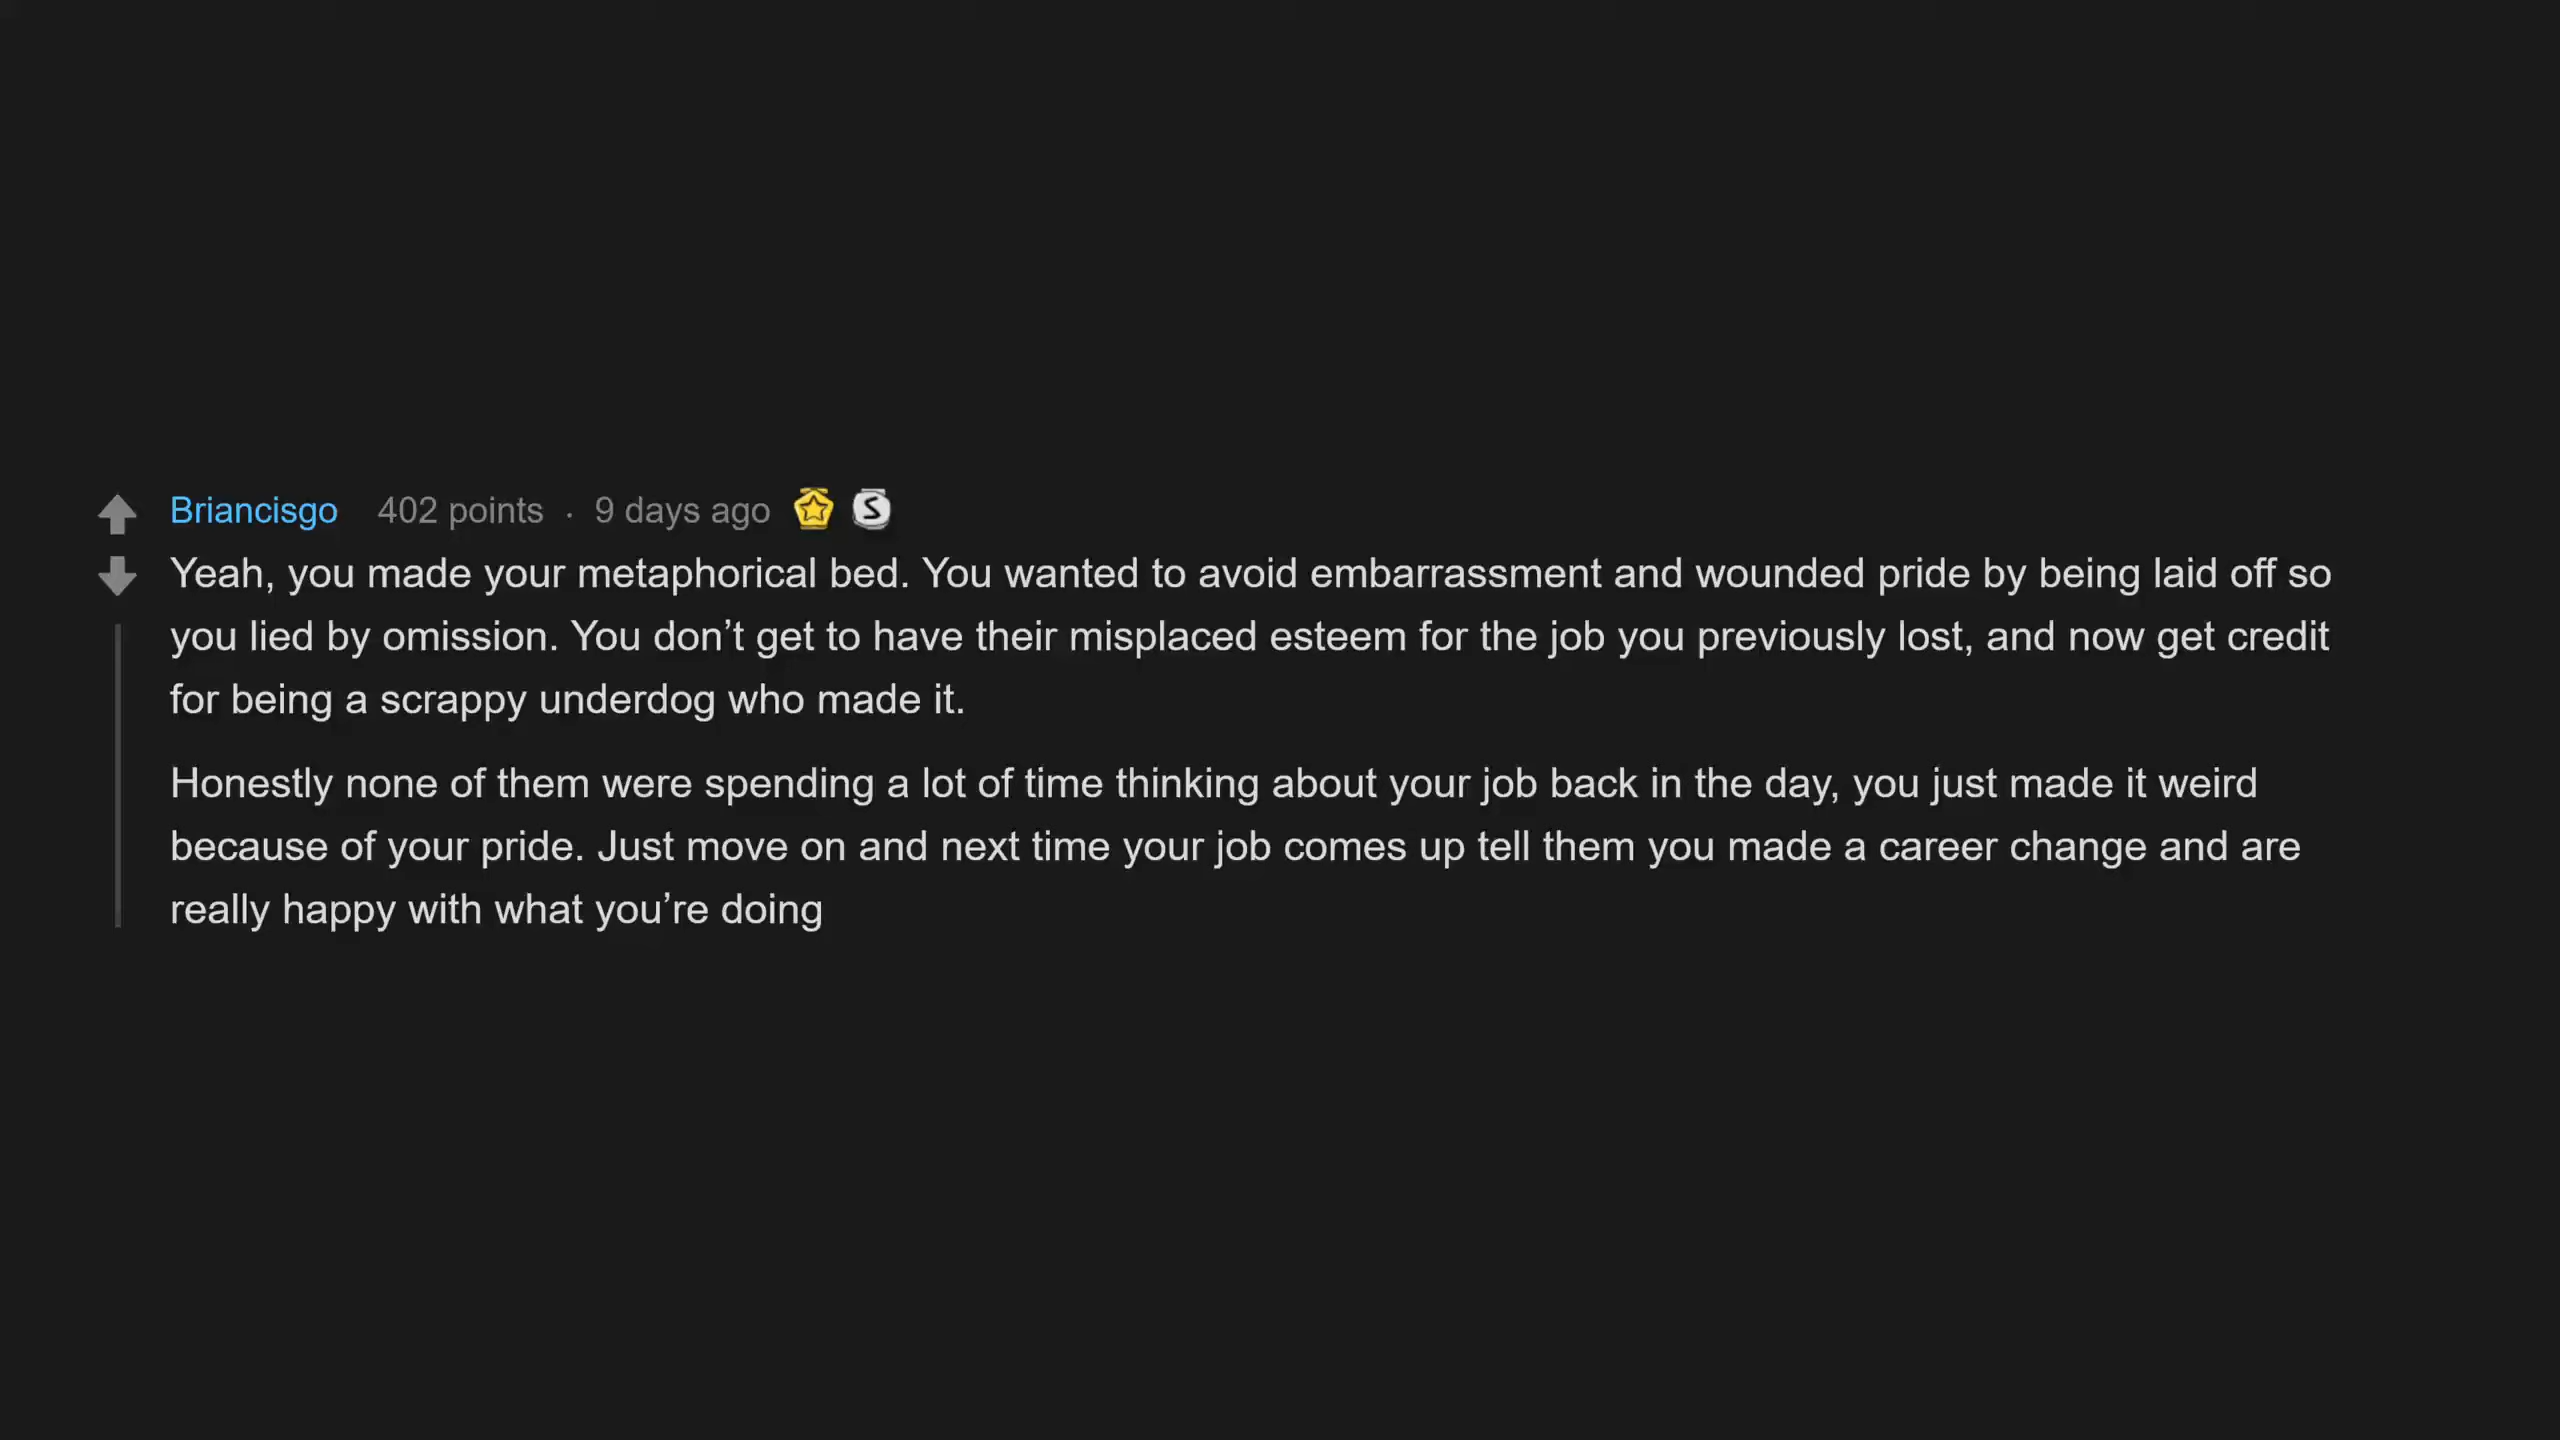 Briancisgo 402 points · 9 days ago
Yeah, you made your metaphorical bed. You wanted to avoid embarrassment and wounded pride by being laid off so
you lied by omission. You don’t get to have their misplaced esteem for the job you previously lost, and now get credit
for being a scrappy underdog who made it.
Honestly none of them were spending a lot of time thinking about your job back in the day, you just made it weird
because of your pride. Just move on and next time your job comes up tell them you made a career change and are
really happy with what you’re doing